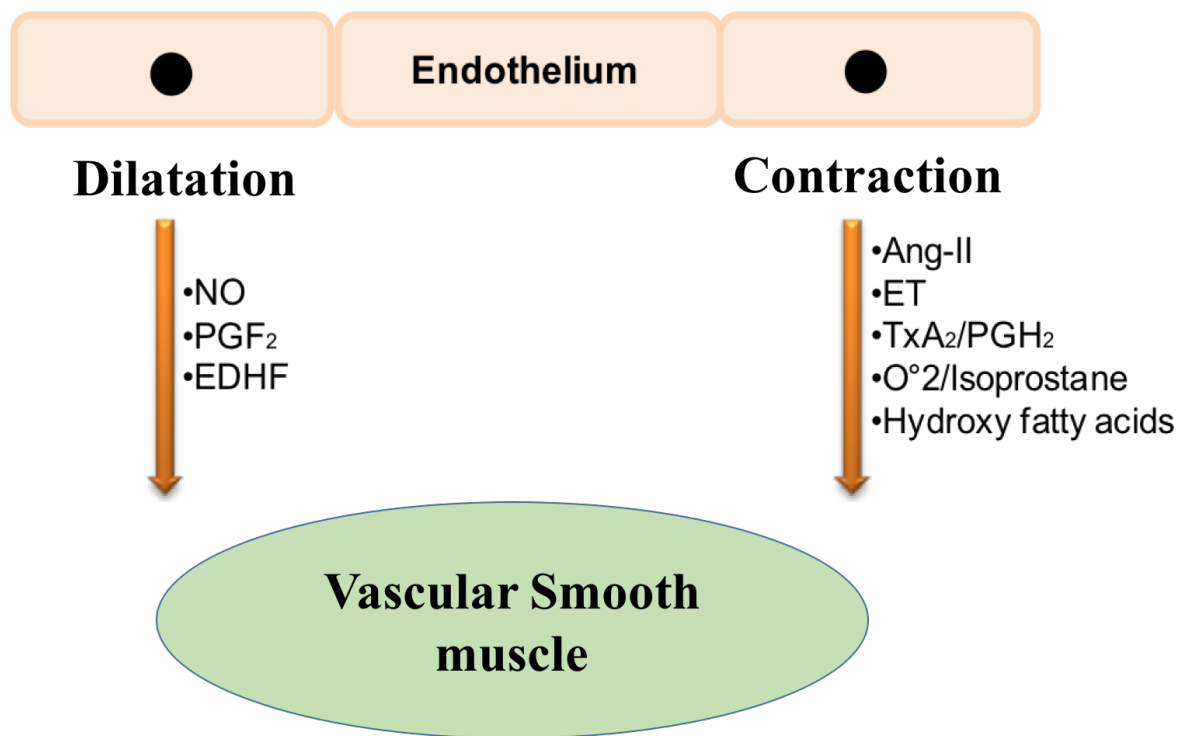 Endothelium
Dilatation
•NO
•PGF₂
•EDHF
Contraction
•Ang-II
•ET
•TxA₂/PGH₂
•O°2/Isoprostane
•Hydroxy fatty acids
Vascular Smooth
muscle